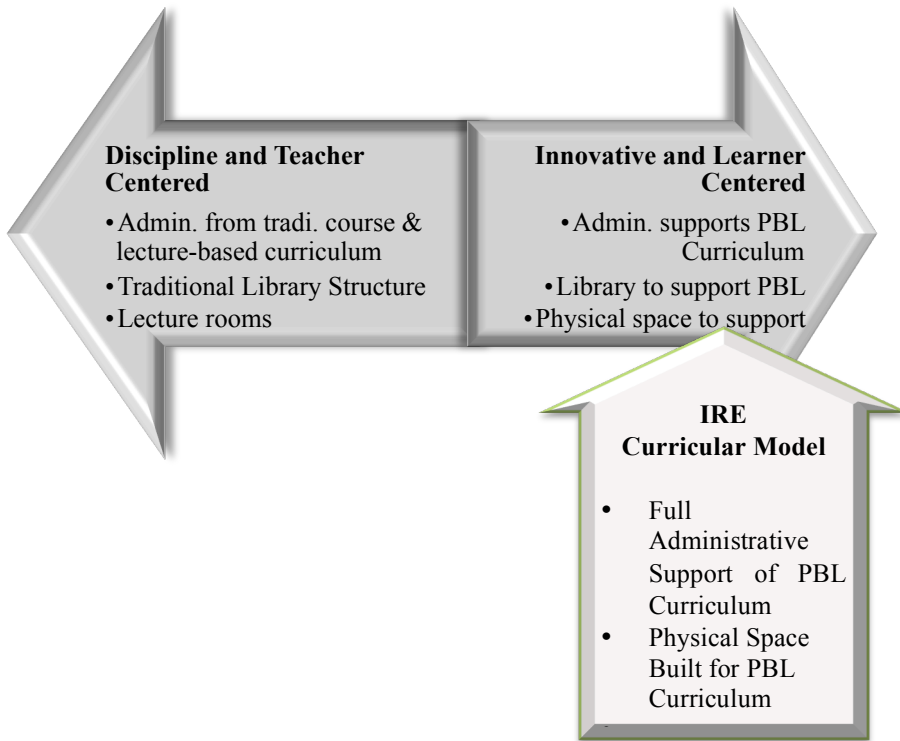 Discipline and Teacher
Centered
•Admin. from tradi. course &
lecture-based curriculum
•Traditional Library Structure
•Lecture rooms
Innovative and Learner
Centered
•Admin. supports PBL
Curriculum
•Library to support PBL
•Physical space to support
IRE
Curricular Model
• Full
Administrative
Support of PBL
Curriculum
• Physical Space
Built for PBL
Curriculum